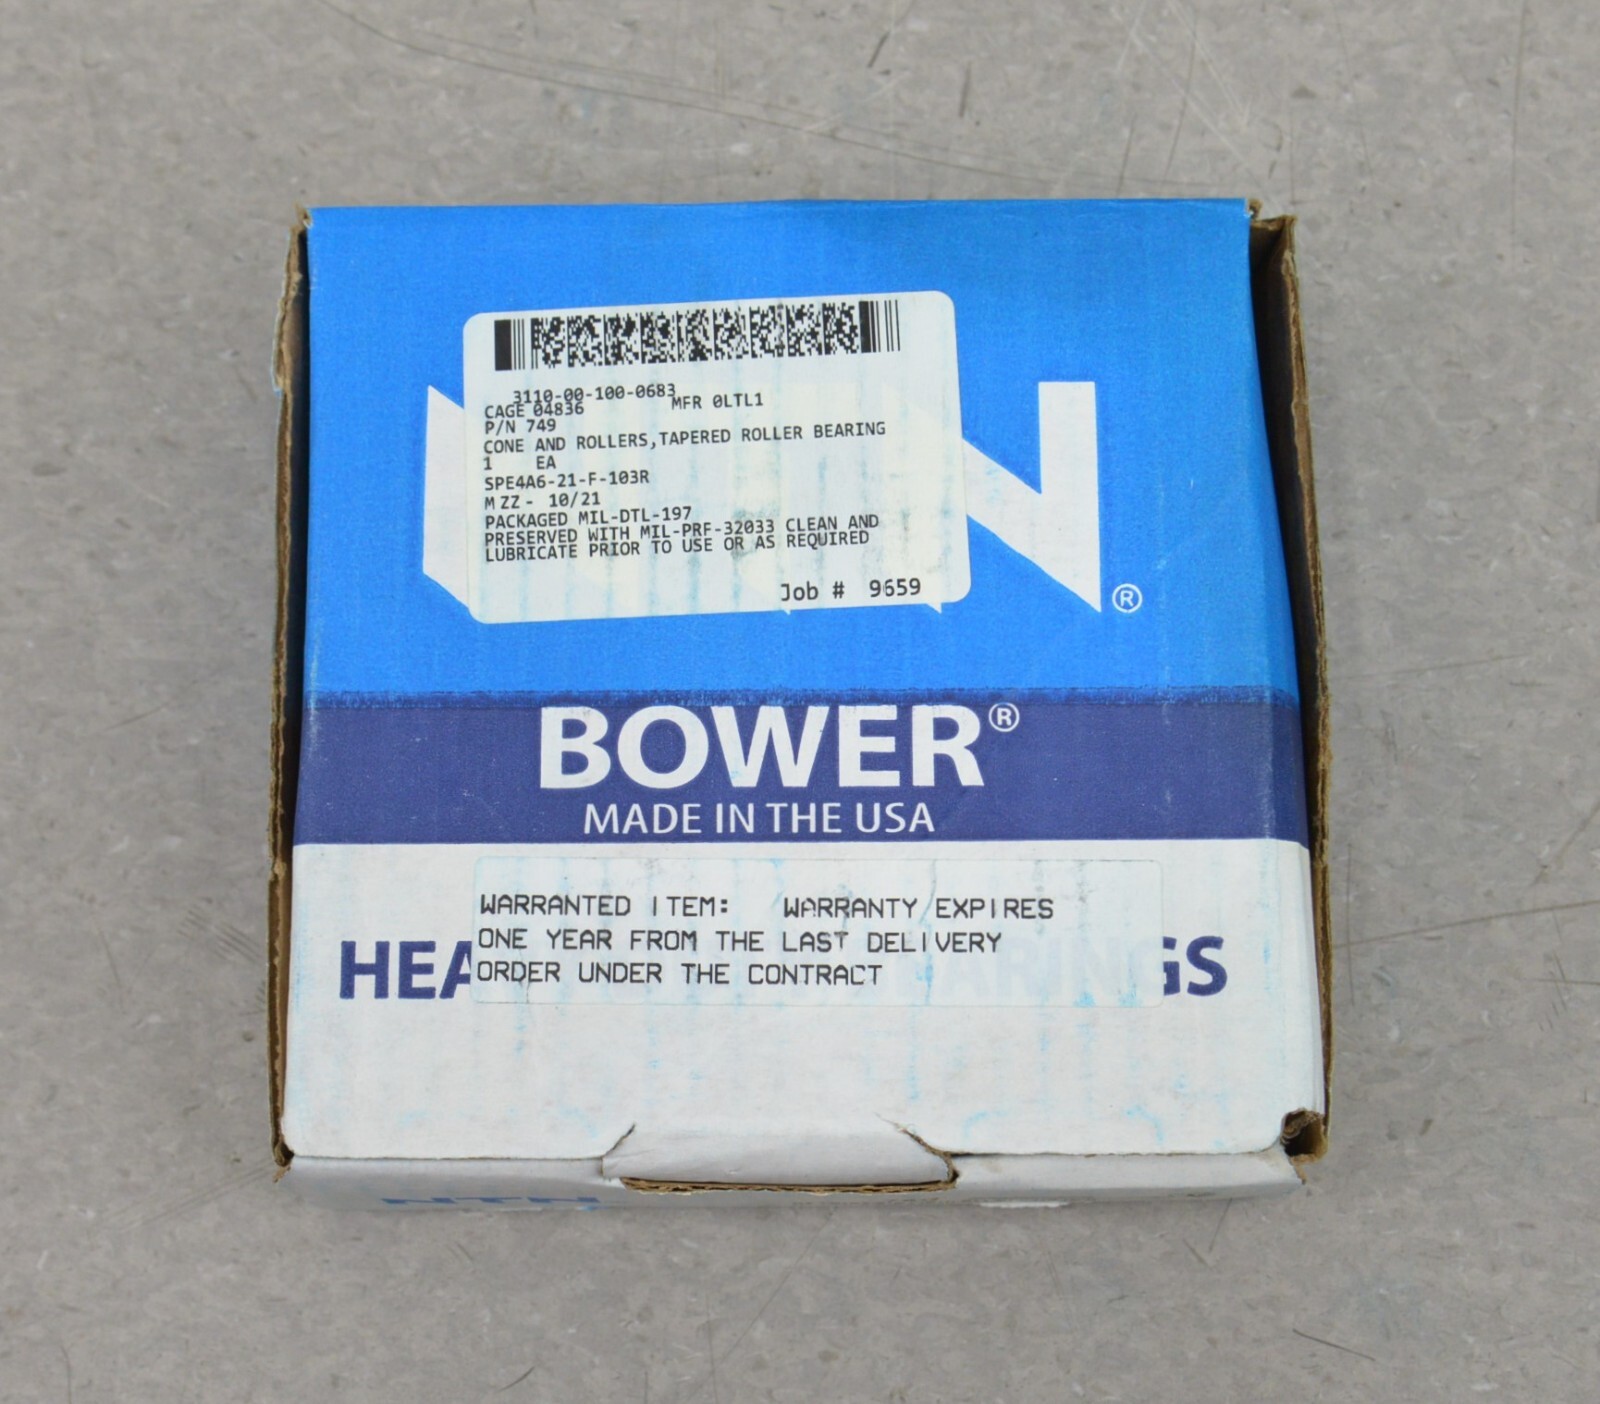 3110-00-100-0683
CAGE 04836 MFR 0LTL1
P/N 749
CONE AND ROLLERS,TAPERED ROLLER BEARING
1 EA
SPE4A6-21-F-103R
M ZZ - 10/21
PACKAGED MIL-DTL-197
PRESERVED WITH MIL-PRF-32033 CLEAN AND
LUBRICATE PRIOR TO USE OR AS REQUIRED
Job # 9659
N ®
BOWER®
MADE IN THE USA
WARRANTED ITEM: WARRANTY EXPIRES
ONE YEAR FROM THE LAST DELIVERY
ORDER UNDER THE CONTRACT
HEA EARINGS
NTN